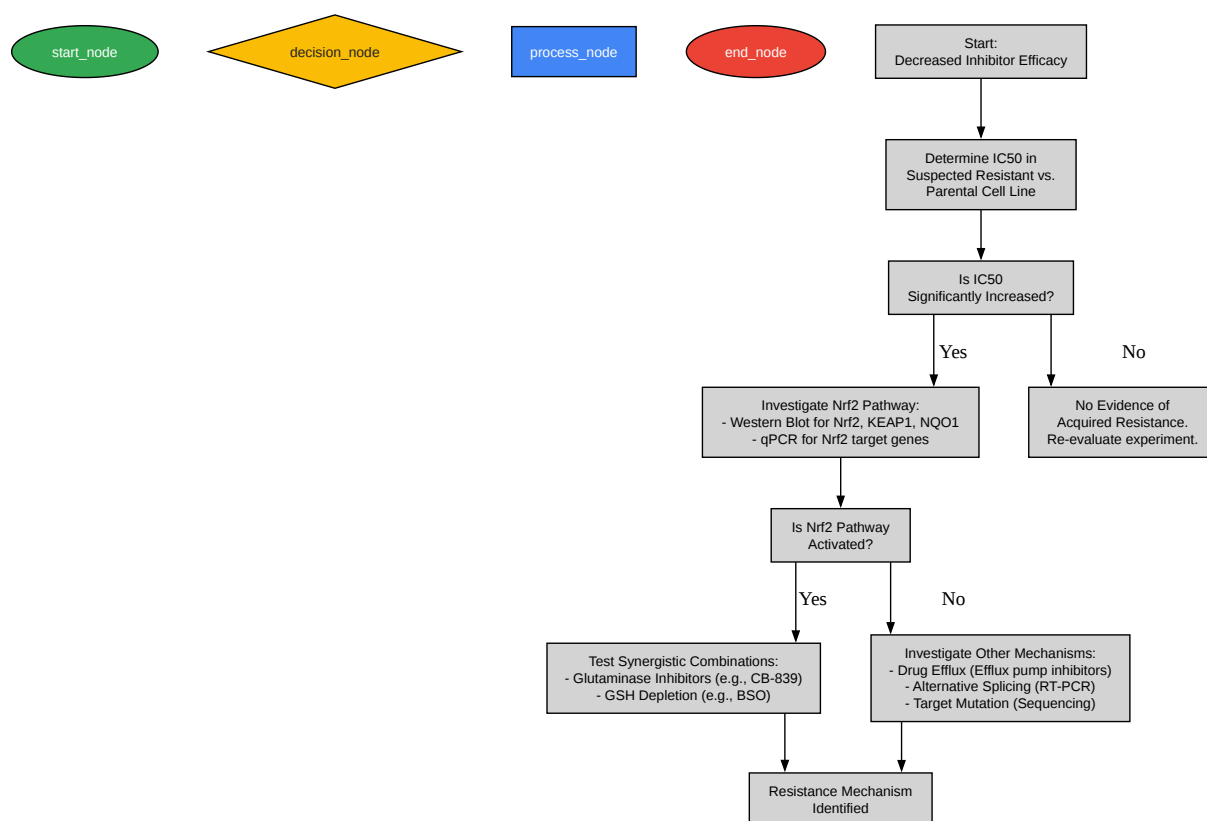 start_node
decision_node
process_node
end_node
Start:
Decreased Inhibitor Efficacy
Determine IC50 in
Suspected Resistant vs.
Parental Cell Line
Is IC50
Significantly Increased?
Yes
No
Investigate Nrf2 Pathway:
- Western Blot for Nrf2, KEAP1, NQO1
- qPCR for Nrf2 target genes
No Evidence of
Acquired Resistance.
Re-evaluate experiment.
Is Nrf2 Pathway
Activated?
Yes
No
Test Synergistic Combinations:
- Glutaminase Inhibitors (e.g., CB-839)
- GSH Depletion (e.g., BSO)
Investigate Other Mechanisms:
- Drug Efflux (Efflux pump inhibitors)
- Alternative Splicing (RT-PCR)
- Target Mutation (Sequencing)
Resistance Mechanism
Identified